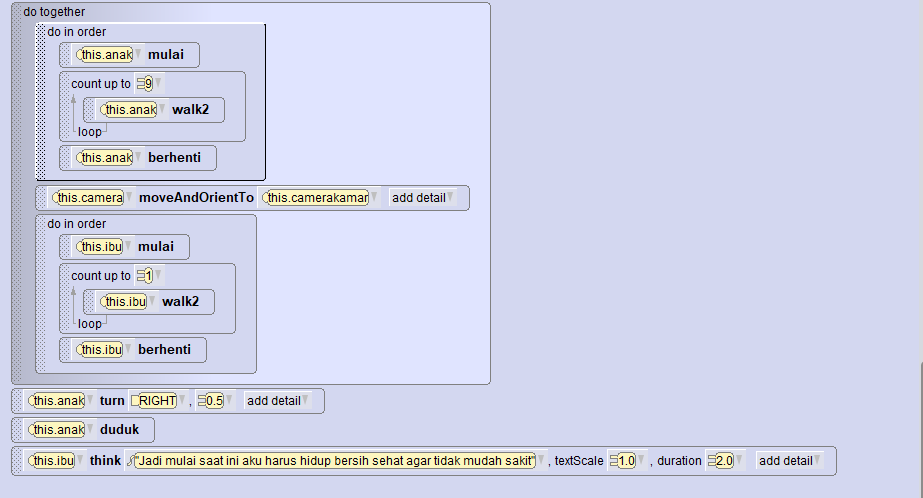 do together
do in order
this.anak mulai
count up to 9
this.anak walk2
loop
this.anak berhenti
this.camera moveAndOrientTo this.camerakamar add detail
do in order
this.ibu mulai
count up to 1
this.ibu walk2
loop
this.ibu berhenti
this.anak turn RIGHT , 0.5 add detail
this.anak duduk
this.ibu think "Jadi mulai saat ini aku harus hidup bersih sehat agar tidak mudah sakit" , textScale 1.0 , duration 2.0 add detail